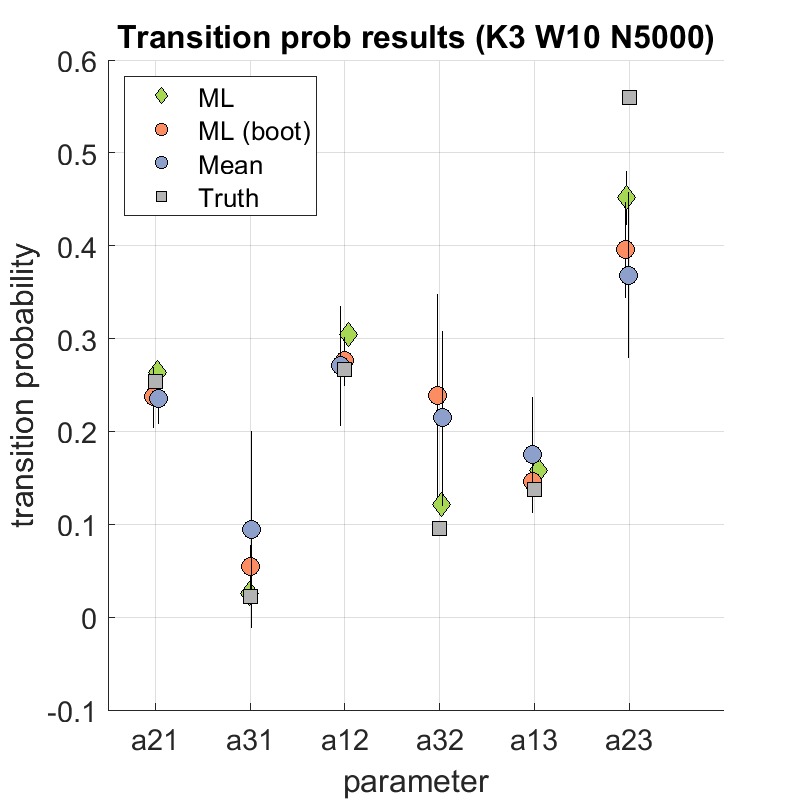 Transition prob results (K3 W10 N5000)
0.6
0.5
0.4
0.3
0.2
0.1
0
-0.1
transition probability
ML
ML (boot)
Mean
Truth
a21 a31 a12 a32 a13 a23
parameter